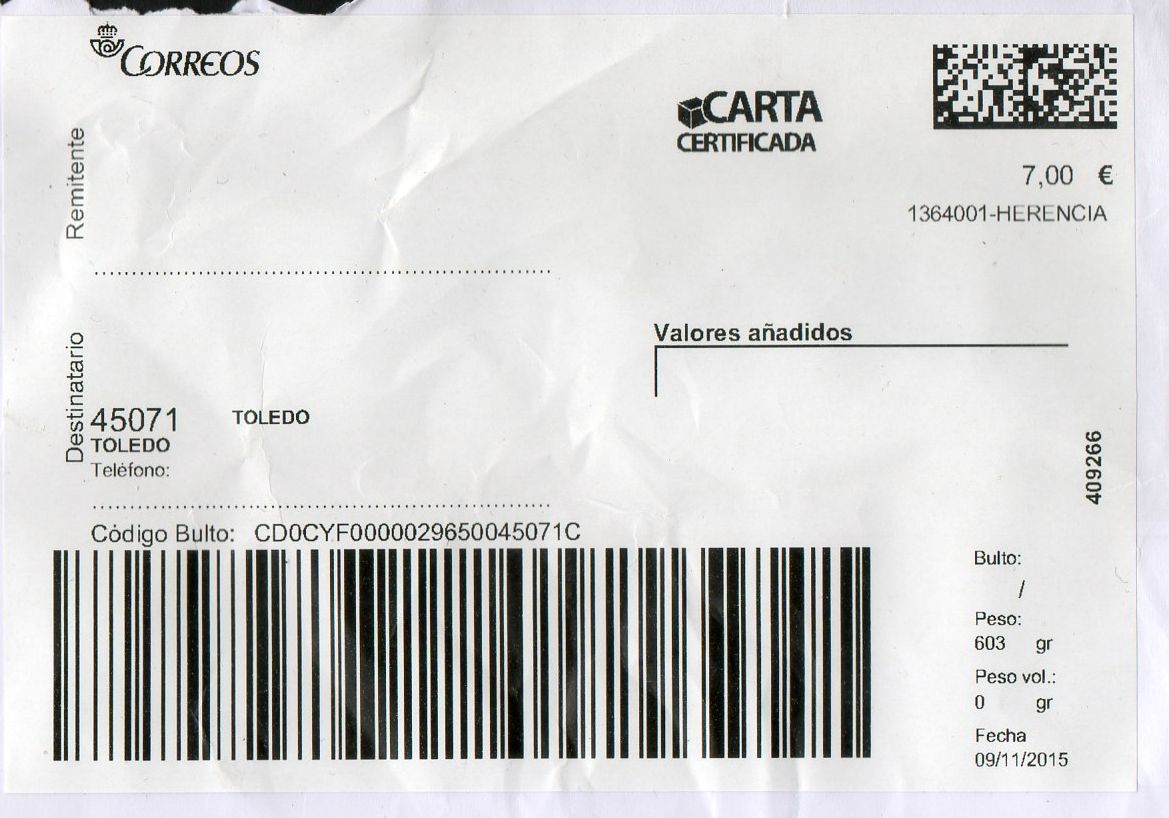 CORREOS
CARTA
CERTIFICADA
7,00 €
1364001-HERENCIA
Remitente
Valores añadidos
Destinatario
45071 TOLEDO
TOLEDO
Teléfono:
409266
Código Bulto: CD0CYF0000029650045071C
Bulto:
/
Peso:
603 gr
Peso vol.:
0 gr
Fecha
09/11/2015